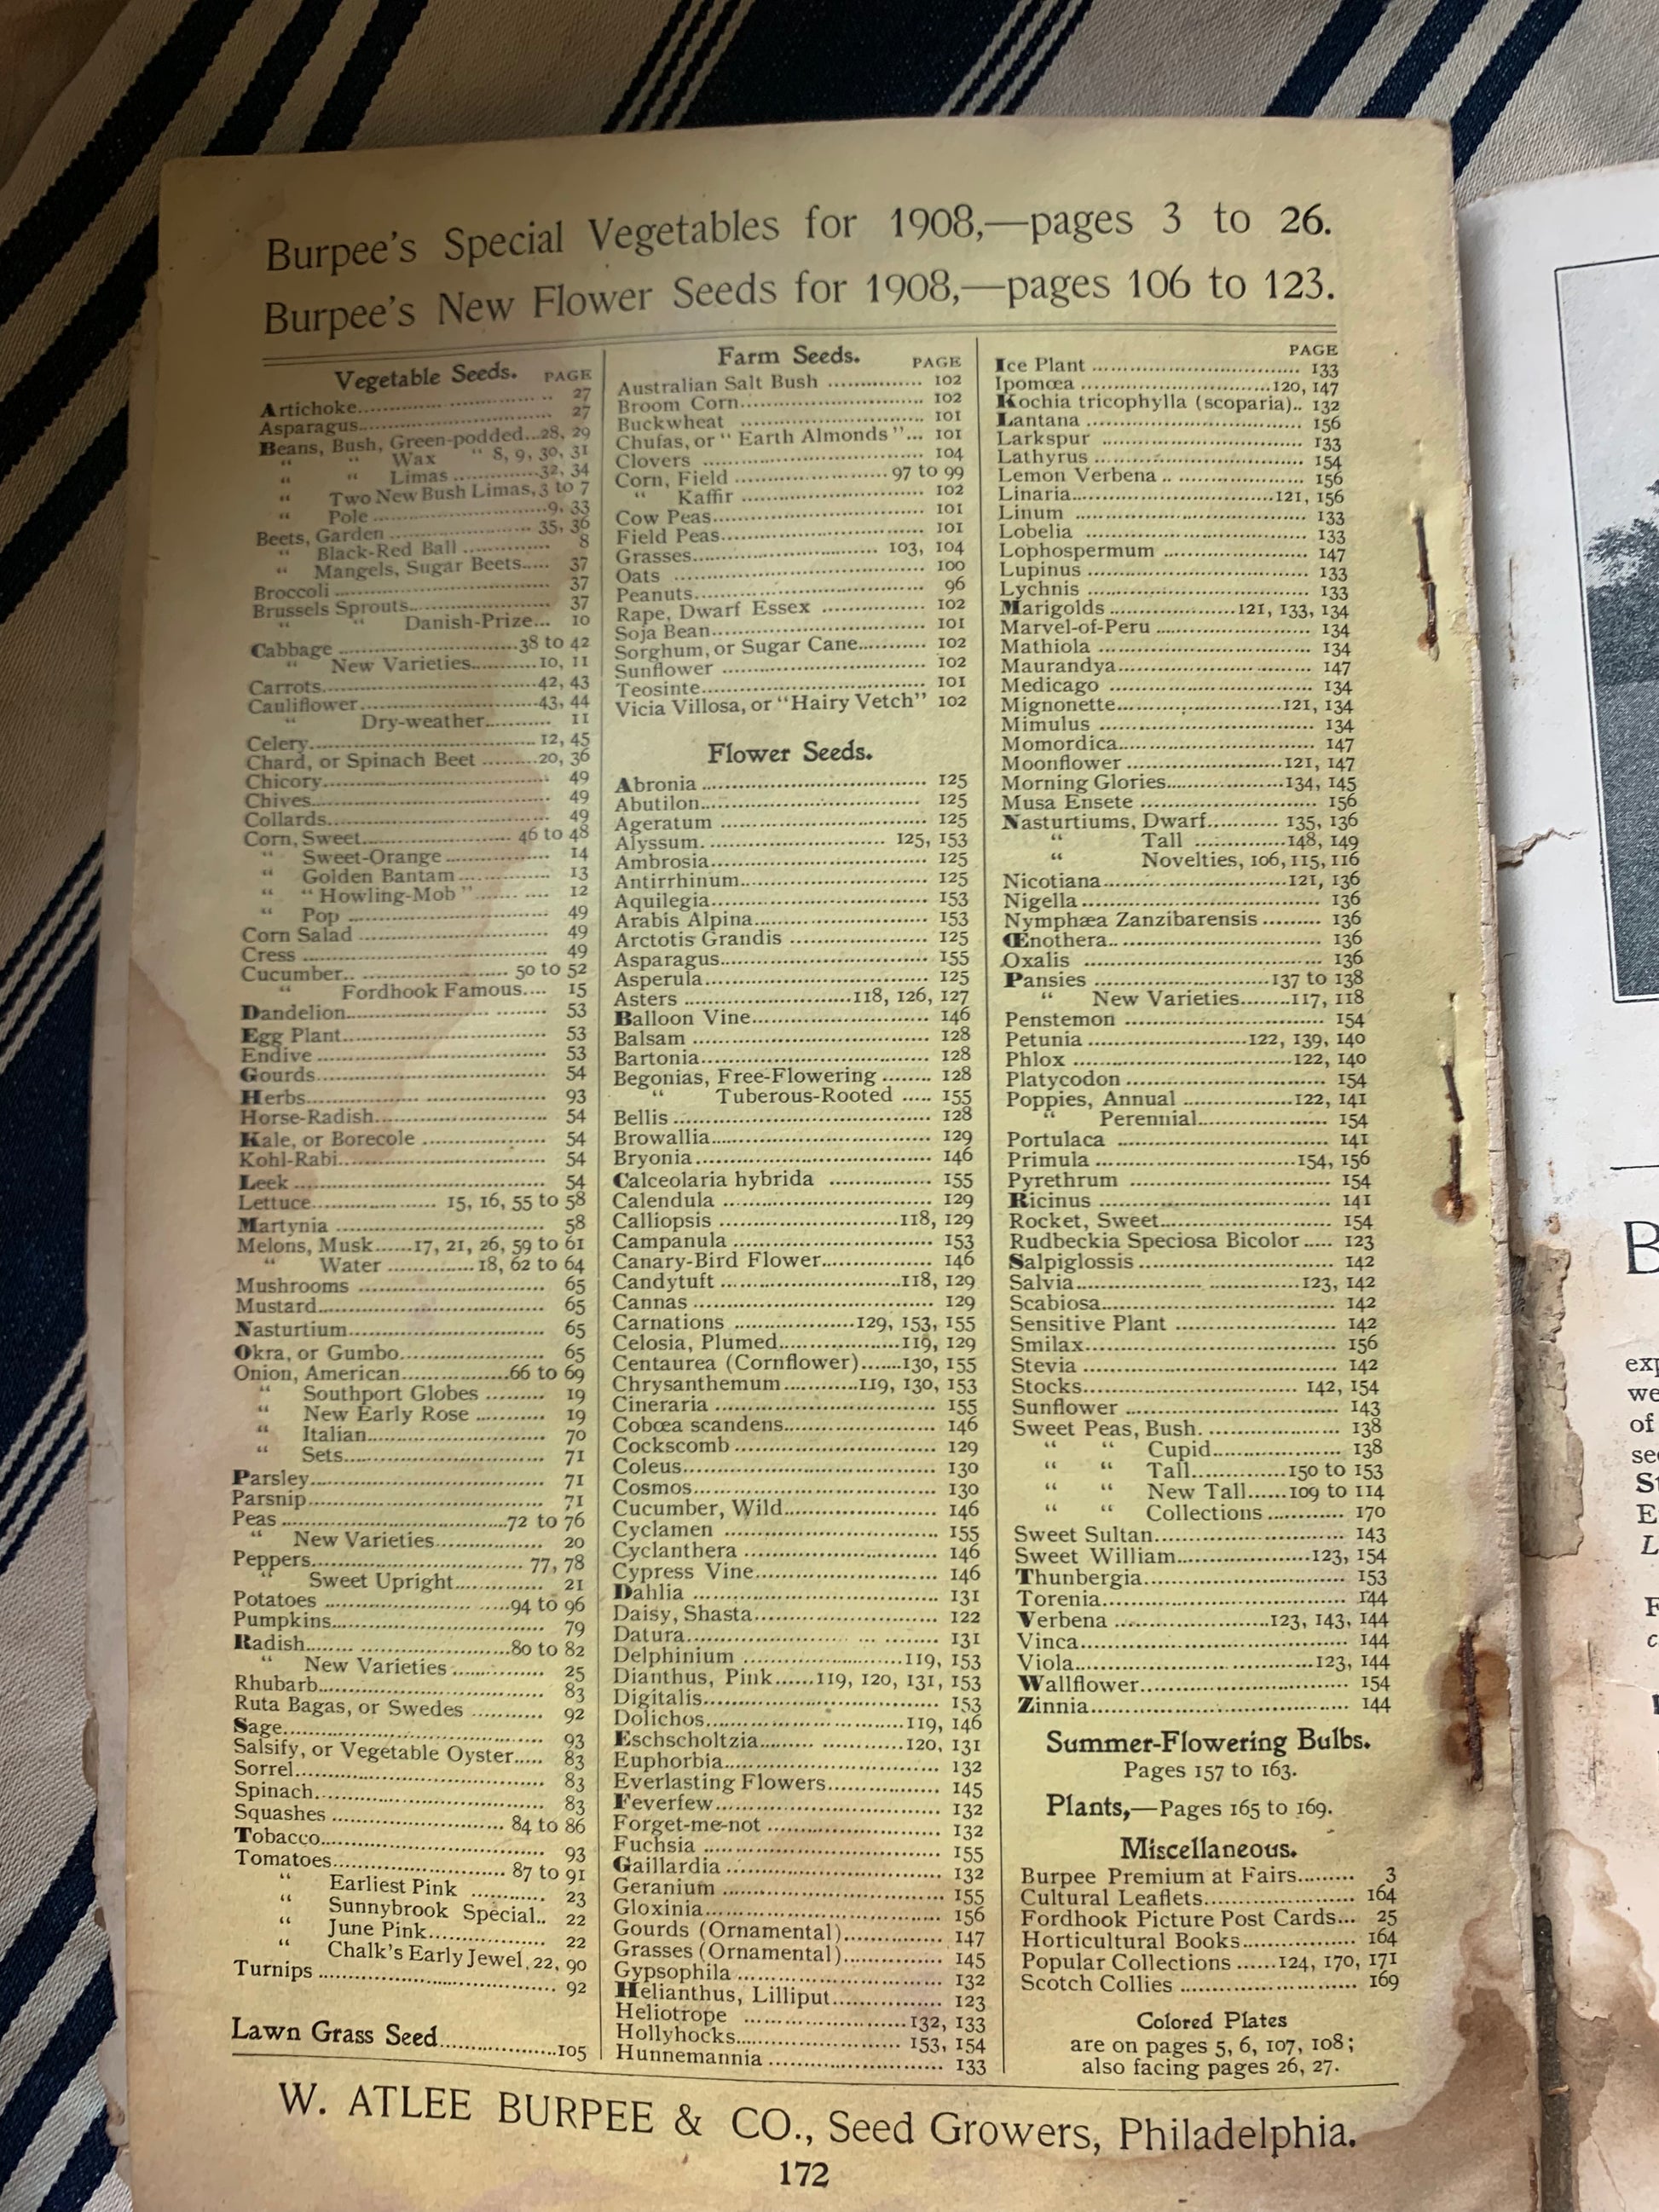 Burpee's Special Vegetables for 1908,—pages 3 to 26.
Burpee's New Flower Seeds for 1908,—pages 106 to 123.
Vegetable Seeds. PAGE
Artichoke 27
Asparagus 27
Beans, Bush, Green-podded...28, 29
" " Wax " 8, 9, 30, 31
" " Limas 32, 34
" Two New Bush Limas, 3 to 7
" Pole 9, 33
Beets, Garden 35, 36
" Black-Red Ball 8
" Mangels, Sugar Beets..... 37
Broccoli 37
Brussels Sprouts 37
" " Danish-Prize... 10
Cabbage 38 to 42
" New Varieties 10, 11
Carrots 42, 43
Cauliflower 43, 44
" Dry-weather 11
Celery 12, 45
Chard, or Spinach Beet 20, 36
Chicory 49
Chives 49
Collards 49
Corn, Sweet 46 to 48
" Sweet-Orange 14
" Golden Bantam 13
" "Howling-Mob" 12
" Pop 49
Corn Salad 49
Cress 49
Cucumber 50 to 52
" Fordhook Famous.... 15
Dandelion 53
Egg Plant 53
Endive 53
Gourds 54
Herbs 93
Horse-Radish 54
Kale, or Borecole 54
Kohl-Rabi 54
Leek 54
Lettuce 15, 16, 55 to 58
Martynia 58
Melons, Musk......17, 21, 26, 59 to 61
" Water 18, 62 to 64
Mushrooms 65
Mustard 65
Nasturtium 65
Okra, or Gumbo 65
Onion, American 66 to 69
" Southport Globes 19
" New Early Rose 19
" Italian 70
" Sets 71
Parsley 71
Parsnip 71
Peas 72 to 76
" New Varieties 20
Peppers 77, 78
" Sweet Upright 21
Potatoes 94 to 96
Pumpkins 79
Radish 80 to 82
" New Varieties 25
Rhubarb 83
Ruta Bagas, or Swedes 92
Sage 93
Salsify, or Vegetable Oyster..... 83
Sorrel 83
Spinach 83
Squashes 84 to 86
Tobacco 93
Tomatoes 87 to 91
" Earliest Pink 23
" Sunnybrook Special.. 22
" June Pink 22
" Chalk's Early Jewel, 22, 90
Turnips 92
Lawn Grass Seed 105
Farm Seeds. PAGE
Australian Salt Bush 102
Broom Corn 102
Buckwheat 101
Chufas, or "Earth Almonds"... 101
Clovers 104
Corn, Field 97 to 99
" Kaffir 102
Cow Peas 101
Field Peas 101
Grasses 103, 104
Oats 100
Peanuts 96
Rape, Dwarf Essex 102
Soja Bean 101
Sorghum, or Sugar Cane 102
Sunflower 102
Teosinte 101
Vicia Villosa, or "Hairy Vetch" 102
Flower Seeds.
Abronia 125
Abutilon 125
Ageratum 125
Alyssum. 125, 153
Ambrosia 125
Antirrhinum 125
Aquilegia 153
Arabis Alpina 153
Arctotis Grandis 125
Asparagus 155
Asperula 125
Asters 118, 126, 127
Balloon Vine 146
Balsam 128
Bartonia 128
Begonias, Free-Flowering 128
" Tuberous-Rooted 155
Bellis 128
Browallia 129
Bryonia 146
Calceolaria hybrida 155
Calendula 129
Calliopsis 118, 129
Campanula 153
Canary-Bird Flower 146
Candytuft 118, 129
Cannas 129
Carnations 129, 153, 155
Celosia, Plumed 119, 129
Centaurea (Cornflower) 130, 155
Chrysanthemum 119, 130, 153
Cineraria 155
Cobœa scandens 146
Cockscomb 129
Coleus 130
Cosmos 130
Cucumber, Wild 146
Cyclamen 155
Cyclanthera 146
Cypress Vine 146
Dahlia 131
Daisy, Shasta 122
Datura 131
Delphinium 119, 153
Dianthus, Pink......119, 120, 131, 153
Digitalis 153
Dolichos 119, 146
Eschscholtzia 120, 131
Euphorbia 132
Everlasting Flowers 145
Feverfew 132
Forget-me-not 132
Fuchsia 155
Gaillardia 132
Geranium 155
Gloxinia 156
Gourds (Ornamental) 147
Grasses (Ornamental) 145
Gypsophila 132
Helianthus, Lilliput 123
Heliotrope 132, 133
Hollyhocks 153, 154
Hunnemannia 133
PAGE
Ice Plant 133
Ipomœa 120, 147
Kochia tricophylla (scoparia).. 132
Lantana 156
Larkspur 133
Lathyrus 154
Lemon Verbena 156
Linaria 121, 156
Linum 133
Lobelia 133
Lophospermum 147
Lupinus 133
Lychnis 133
Marigolds 121, 133, 134
Marvel-of-Peru 134
Mathiola 134
Maurandya 147
Medicago 134
Mignonette 121, 134
Mimulus 134
Momordica 147
Moonflower 121, 147
Morning Glories 134, 145
Musa Ensete 156
Nasturtiums, Dwarf 135, 136
" Tall 148, 149
" Novelties, 106, 115, 116
Nicotiana 121, 136
Nigella 136
Nymphæa Zanzibarensis 136
Œnothera 136
Oxalis 136
Pansies 137 to 138
" New Varieties 117, 118
Penstemon 154
Petunia 122, 139, 140
Phlox 122, 140
Platycodon 154
Poppies, Annual 122, 141
" Perennial 154
Portulaca 141
Primula 154, 156
Pyrethrum 154
Ricinus 141
Rocket, Sweet 154
Rudbeckia Speciosa Bicolor..... 123
Salpiglossis 142
Salvia 123, 142
Scabiosa 142
Sensitive Plant 142
Smilax 156
Stevia 142
Stocks 142, 154
Sunflower 143
Sweet Peas, Bush. 138
" " Cupid 138
" " Tall 150 to 153
" " New Tall......109 to 114
" " Collections 170
Sweet Sultan 143
Sweet William 123, 154
Thunbergia 153
Torenia 144
Verbena 123, 143, 144
Vinca 144
Viola 123, 144
Wallflower 154
Zinnia 144
Summer-Flowering Bulbs.
Pages 157 to 163.
Plants,—Pages 165 to 169.
Miscellaneous.
Burpee Premium at Fairs 3
Cultural Leaflets 164
Fordhook Picture Post Cards... 25
Horticultural Books 164
Popular Collections 124, 170, 171
Scotch Collies 169
Colored Plates
are on pages 5, 6, 107, 108;
also facing pages 26, 27.
W. ATLEE BURPEE & CO., Seed Growers, Philadelphia.
172
B
we
of